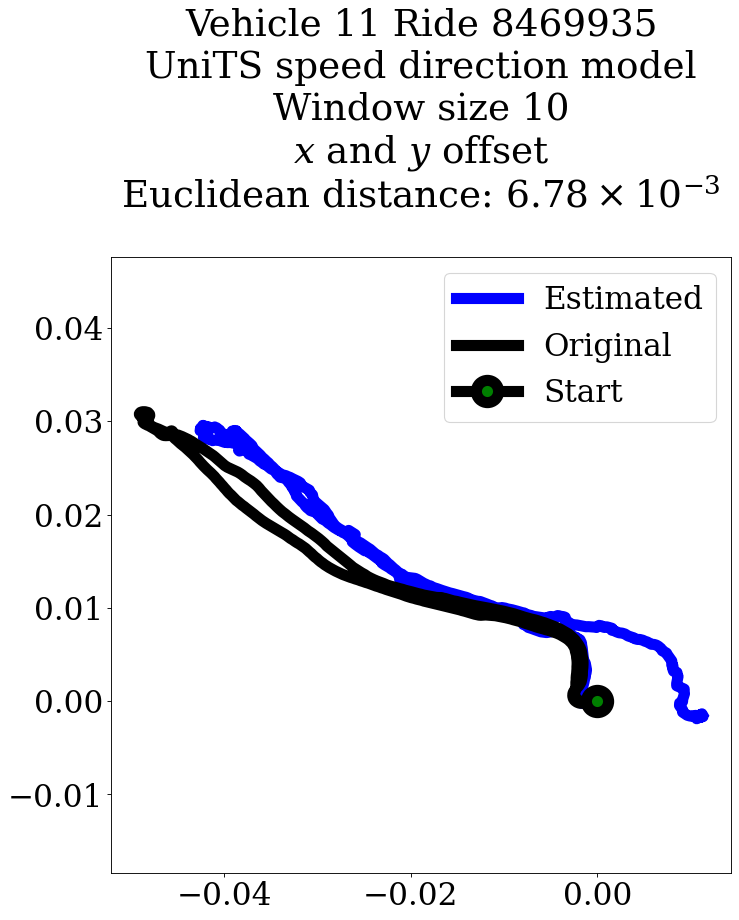 Vehicle 11 Ride 8469935
UniTS speed direction model
Window size 10
x and y offset
Euclidean distance: 6.78 × 10⁻³
Estimated
Original
Start
0.04
0.03
0.02
0.01
0.00
−0.01
−0.04
−0.02
0.00